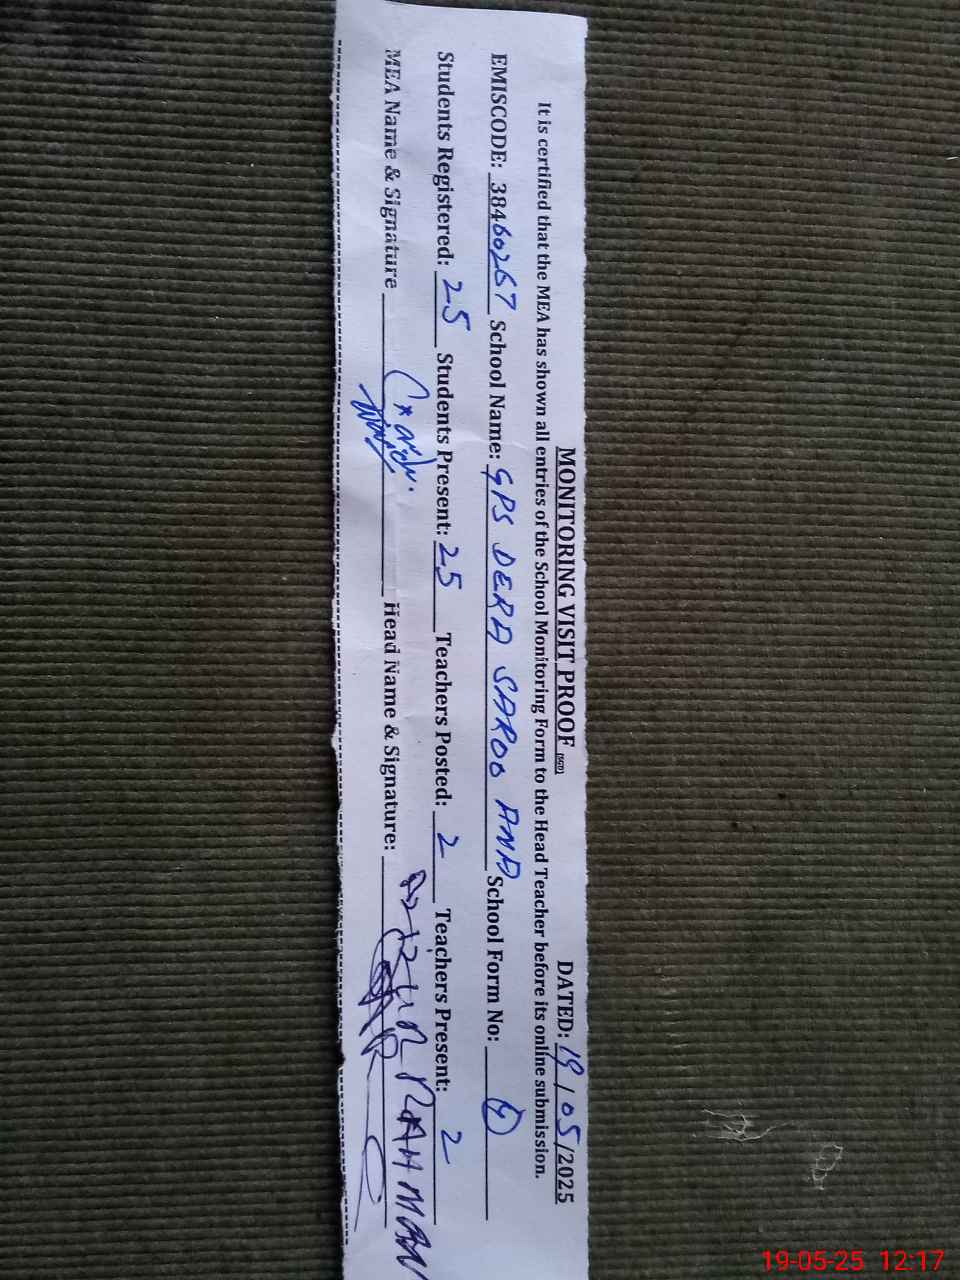 MONITORING VISIT PROOF (SGD) DATED: 19/05/2025
It is certified that the MEA has shown all entries of the School Monitoring Form to the Head Teacher before its online submission.
EMISCODE: 38460267 School Name: GPS DERA SAROO ANA School Form No:
Students Registered: 25 Students Present: 25 Teachers Posted: 2 Teachers Present: 2
MEA Name & Signature Head Name & Signature: RAHMAN
19-05-25 12:17